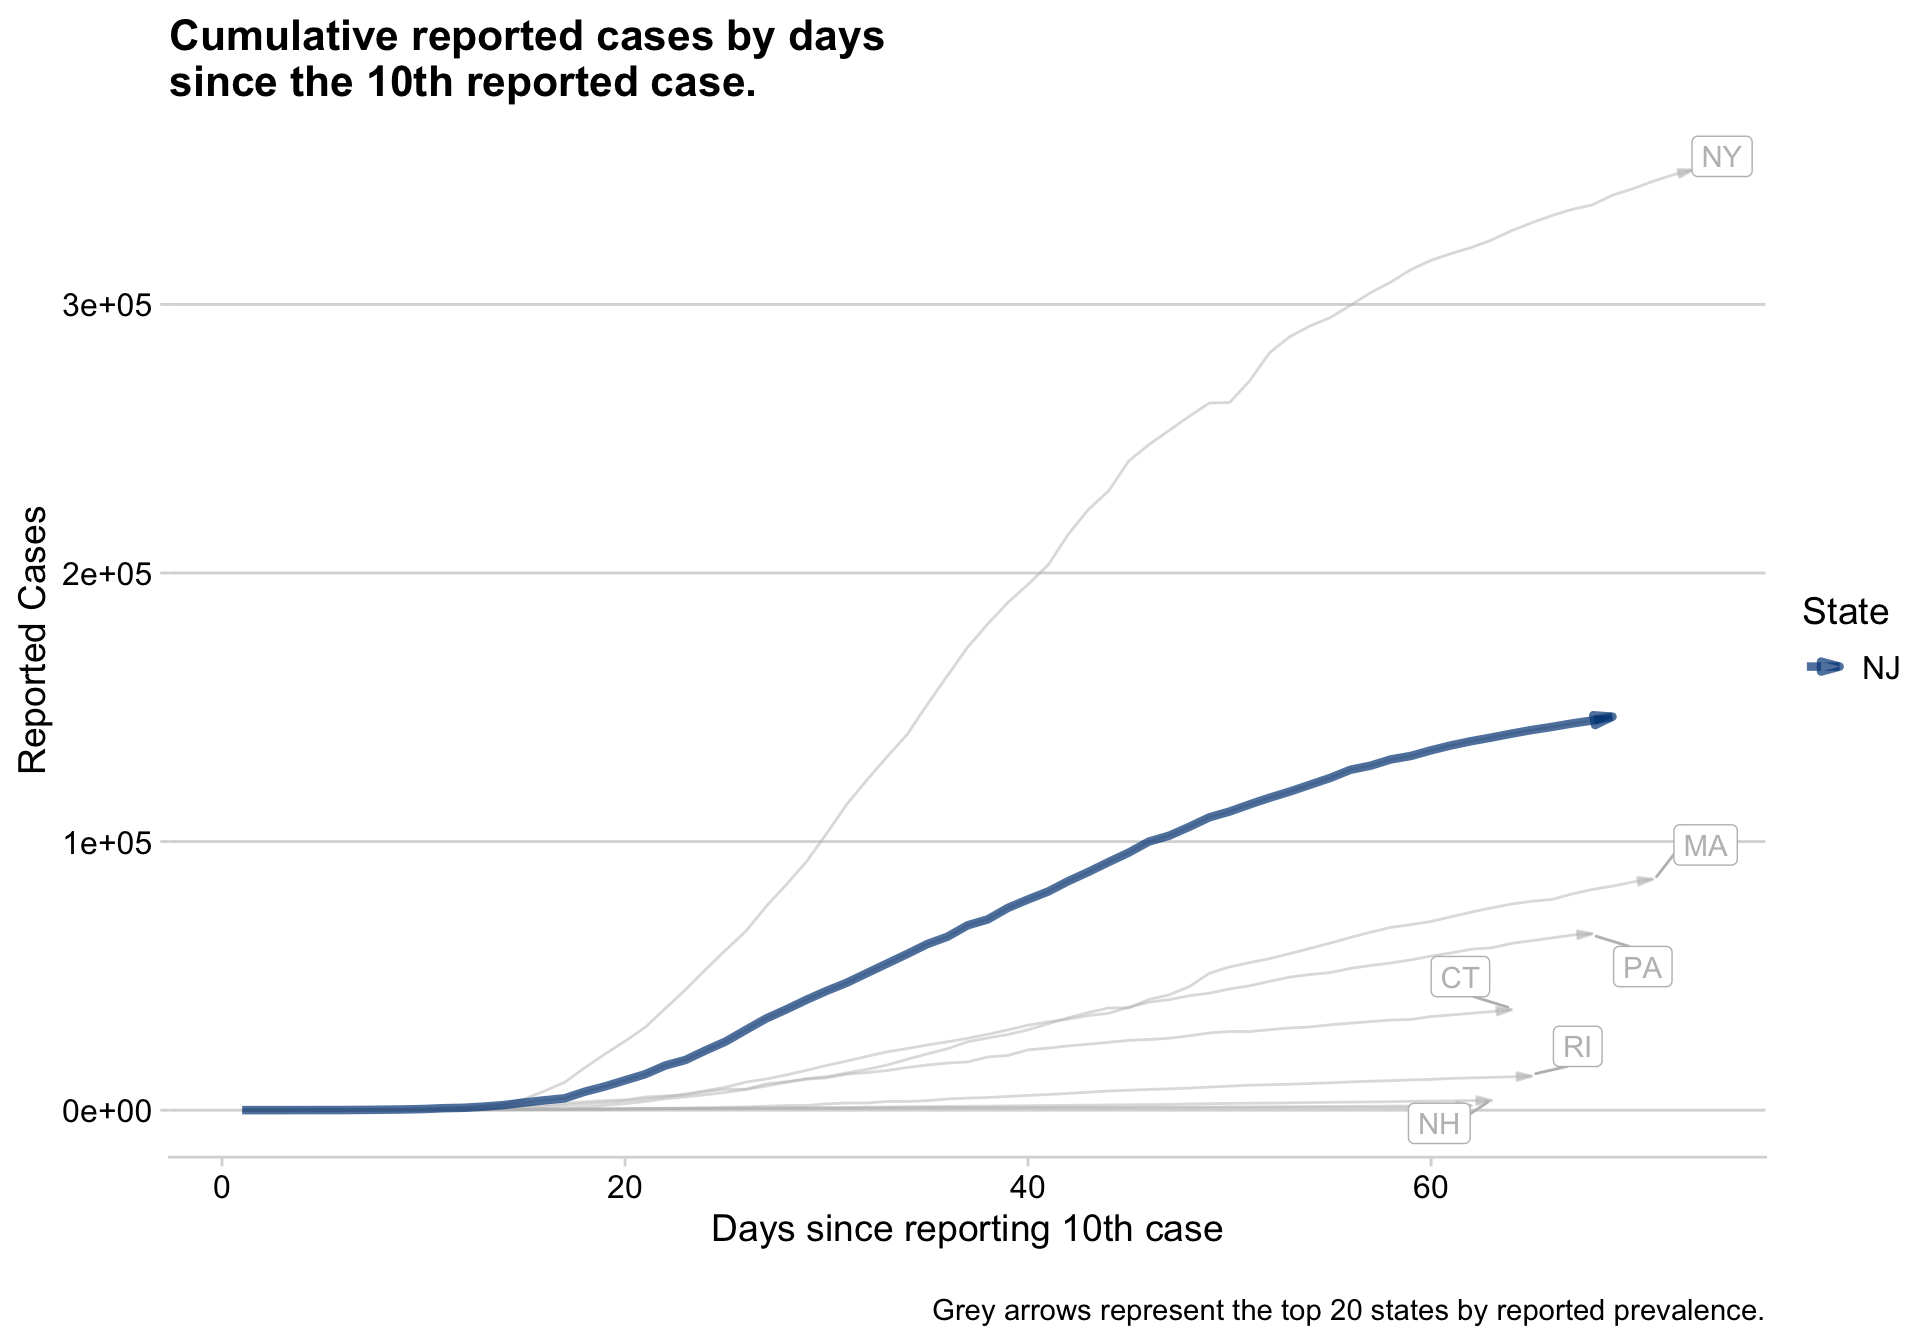 Cumulative reported cases by days
since the 10th reported case.
NY
3e+05
2e+05
Reported Cases
State
NJ
1e+05
MA
PA
CT
RI
0e+00
NH
0 20 40 60
Days since reporting 10th case
Grey arrows represent the top 20 states by reported prevalence.